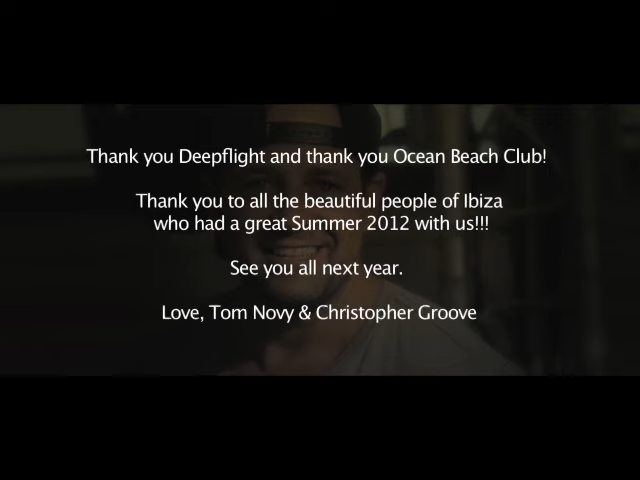 Thank you Deepflight and thank you Ocean Beach Club!
Thank you to all the beautiful people of Ibiza
who had a great Summer 2012 with us!!!
See you all next year.
Love, Tom Novy & Christopher Groove